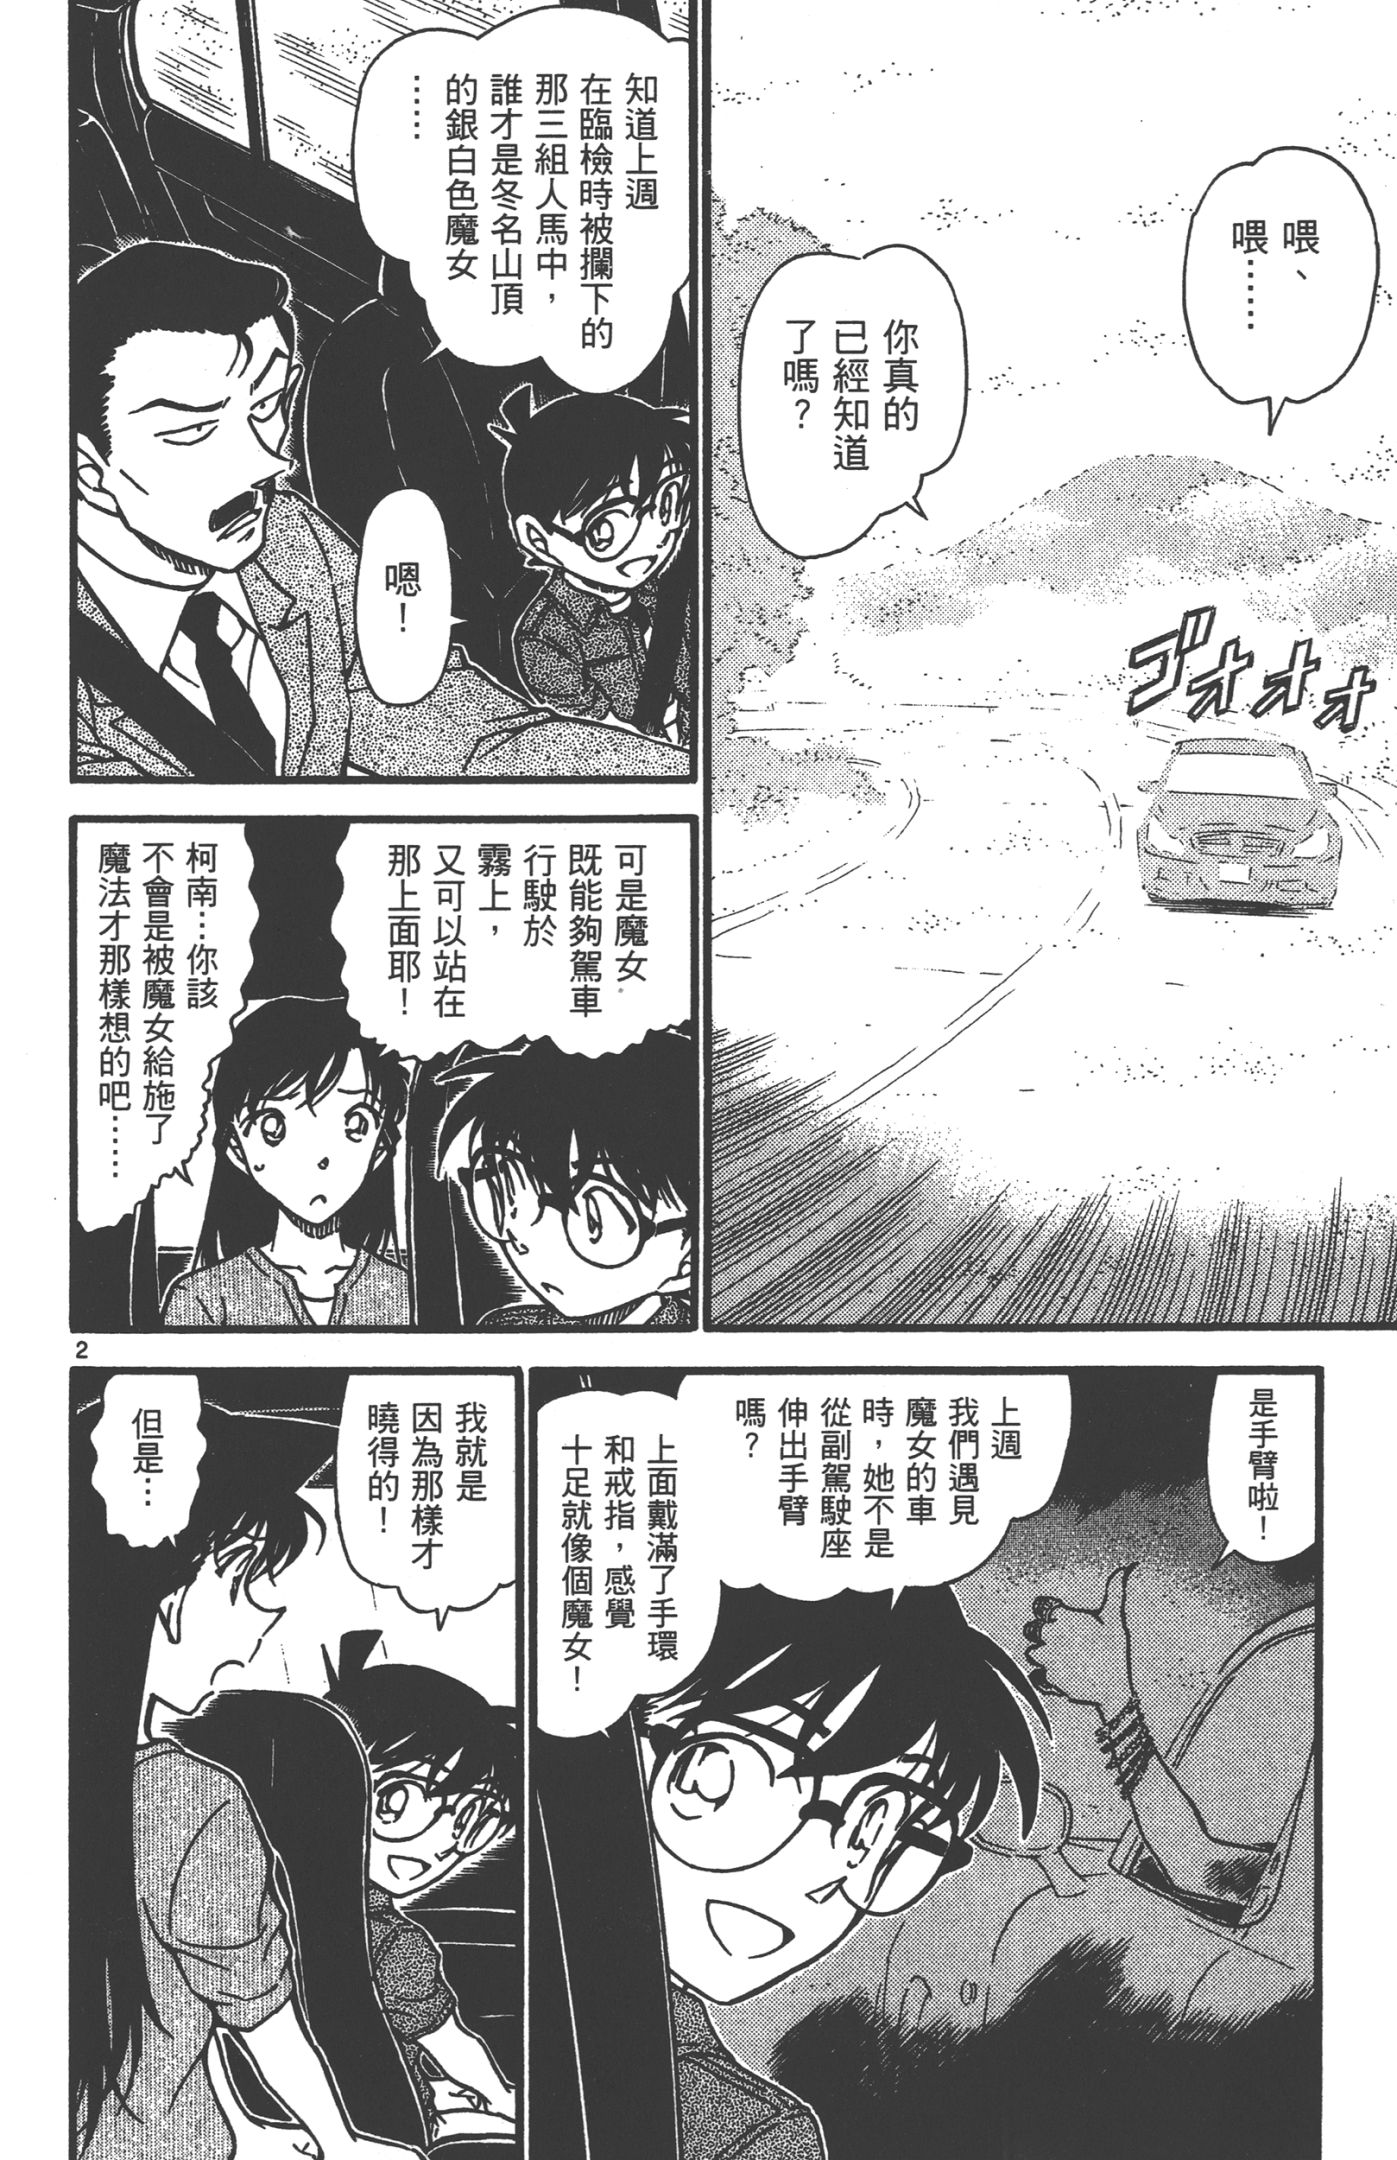 喂、
喂……
你真的
已經知道
了嗎？
ゴォォォ
知道上週
在臨檢時被攔下的
那三組人馬中，
誰才是冬名山頂
的銀白色魔女
……
嗯！
可是魔女
既能夠駕車
行駛於
霧上，
又可以站在
那上面耶！
柯南…你該
不會是被魔女給施了
魔法才那樣想的吧……
2
是手臂啦！
上週
我們遇見
魔女的車
時，她不是
從副駕駛座
伸出手臂
嗎？
上面戴滿了手環
和戒指，感覺
十足就像個魔女！
我就是
因為那樣才
曉得的！
但是…